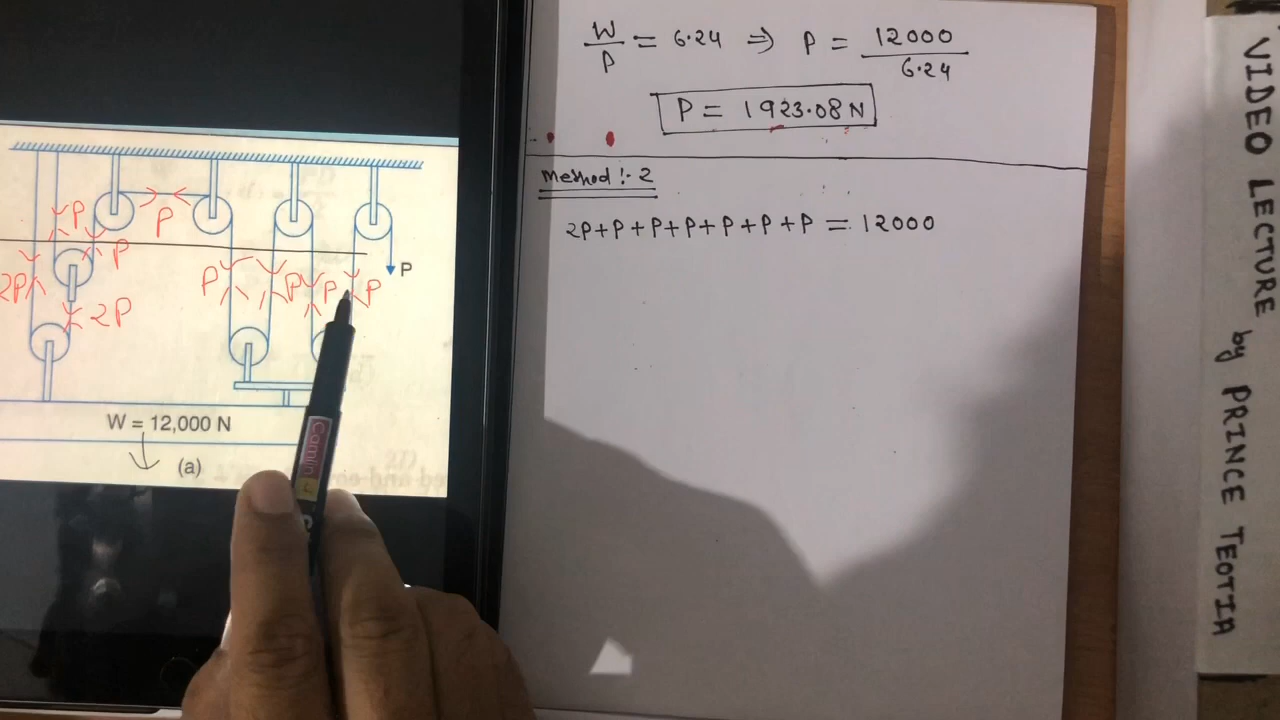 W/P = 6.24 ⇒ P = 12000/6.24
P = 1923.08 N
Method :- 2
2P+P+P+P+P+P+P = 12000
P
P
P
P
2P
P
P
P
P
2P
W = 12,000 N
(a)
Camlin
VIDEO LECTURE by PRINCE TEOTIA